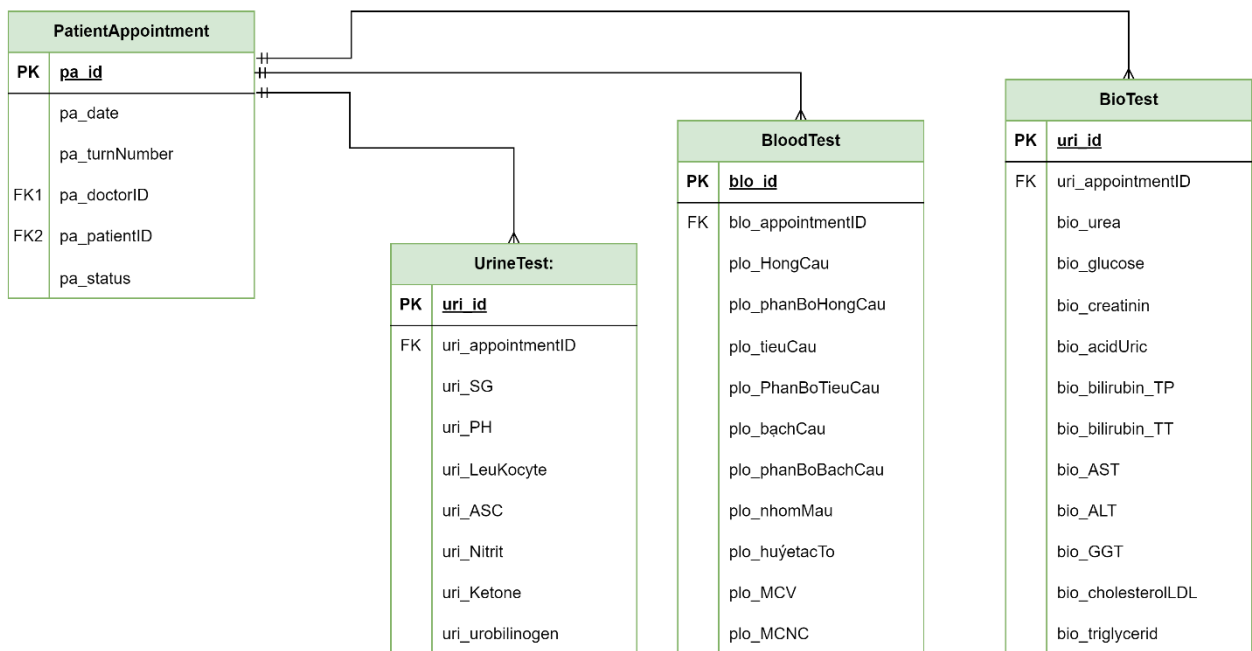 PatientAppointment
PK pa_id
pa_date
pa_turnNumber
FK1 pa_doctorID
FK2 pa_patientID
pa_status
UrineTest:
PK uri_id
FK uri_appointmentID
uri_SG
uri_PH
uri_LeuKocyte
uri_ASC
uri_Nitrit
uri_Ketone
uri_urobilinogen
BloodTest
PK blo_id
FK blo_appointmentID
plo_HongCau
plo_phanBoHongCau
plo_tieuCau
plo_PhanBoTieuCau
plo_bạchCau
plo_phanBoBachCau
plo_nhomMau
plo_huýetacTo
plo_MCV
plo_MCNC
BioTest
PK uri_id
FK uri_appointmentID
bio_urea
bio_glucose
bio_creatinin
bio_acidUric
bio_bilirubin_TP
bio_bilirubin_TT
bio_AST
bio_ALT
bio_GGT
bio_cholesterolLDL
bio_triglycerid